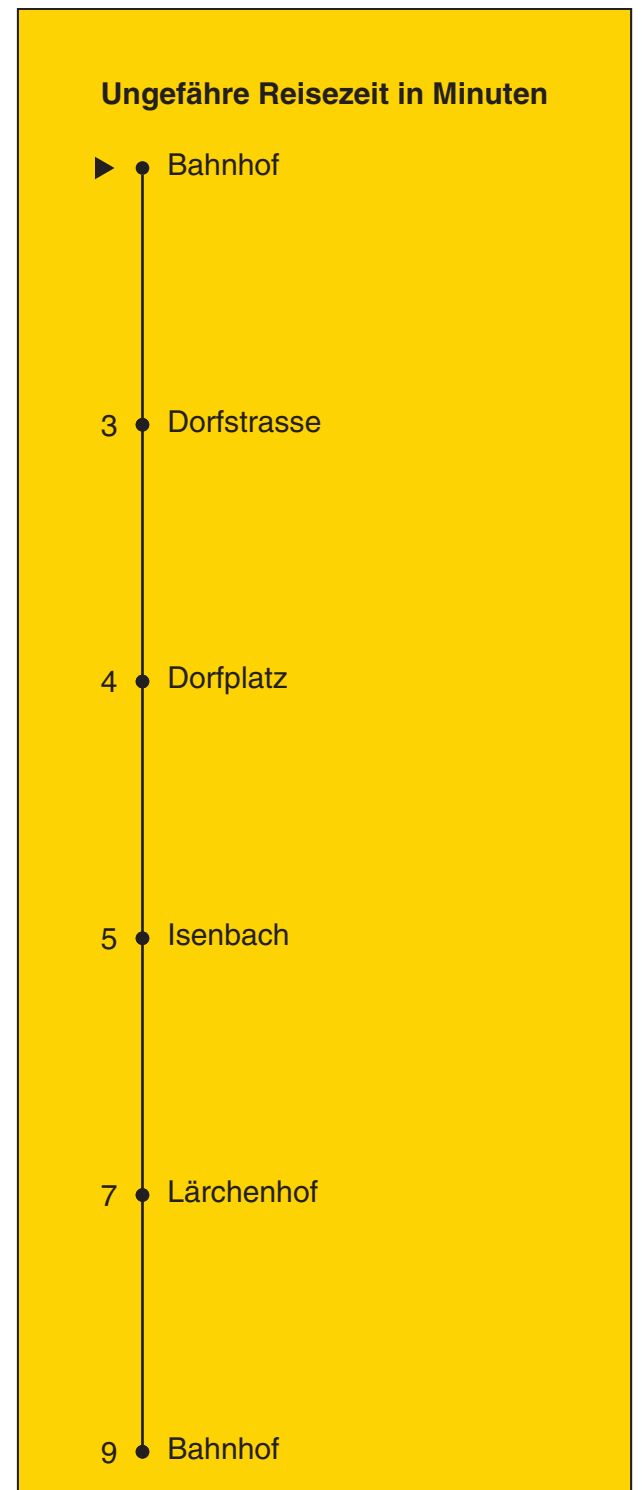 Ungefähre Reisezeit in Minuten
Bahnhof
3 Dorfstrasse
4 Dorfplatz
5 Isenbach
7 Lärchenhof
9 Bahnhof